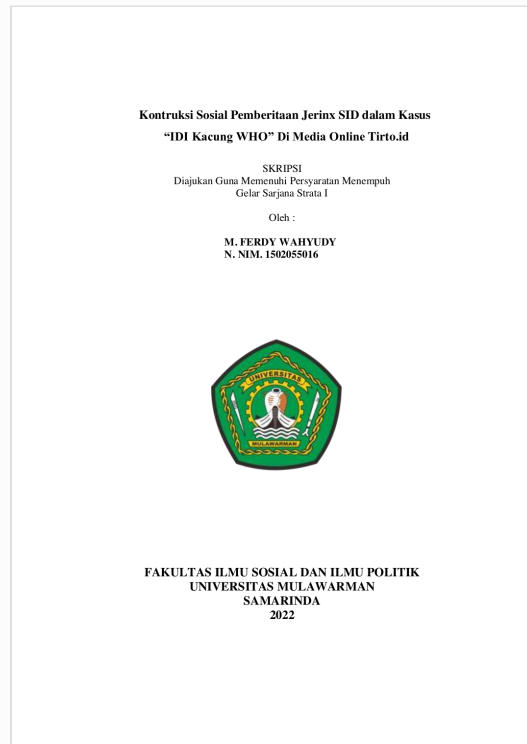 Kontruksi Sosial Pemberitaan Jerinx SID dalam Kasus
“IDI Kacung WHO” Di Media Online Tirto.id
SKRIPSI
Diajukan Guna Memenuhi Persyaratan Menempuh
Gelar Sarjana Strata I
Oleh :
M. FERDY WAHYUDY
N. NIM. 1502055016
UNIVERSITAS
MULAWARMAN
FAKULTAS ILMU SOSIAL DAN ILMU POLITIK
UNIVERSITAS MULAWARMAN
SAMARINDA
2022